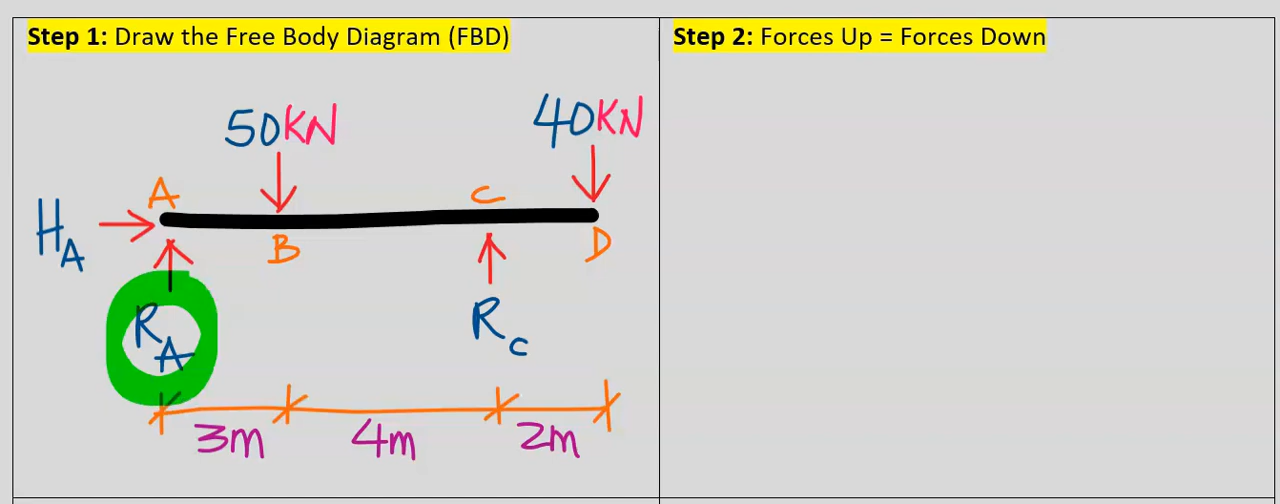 Step 1: Draw the Free Body Diagram (FBD)
Step 2: Forces Up = Forces Down
50KN
40KN
A
C
HA
B
D
RA
Rc
3m
4m
2m